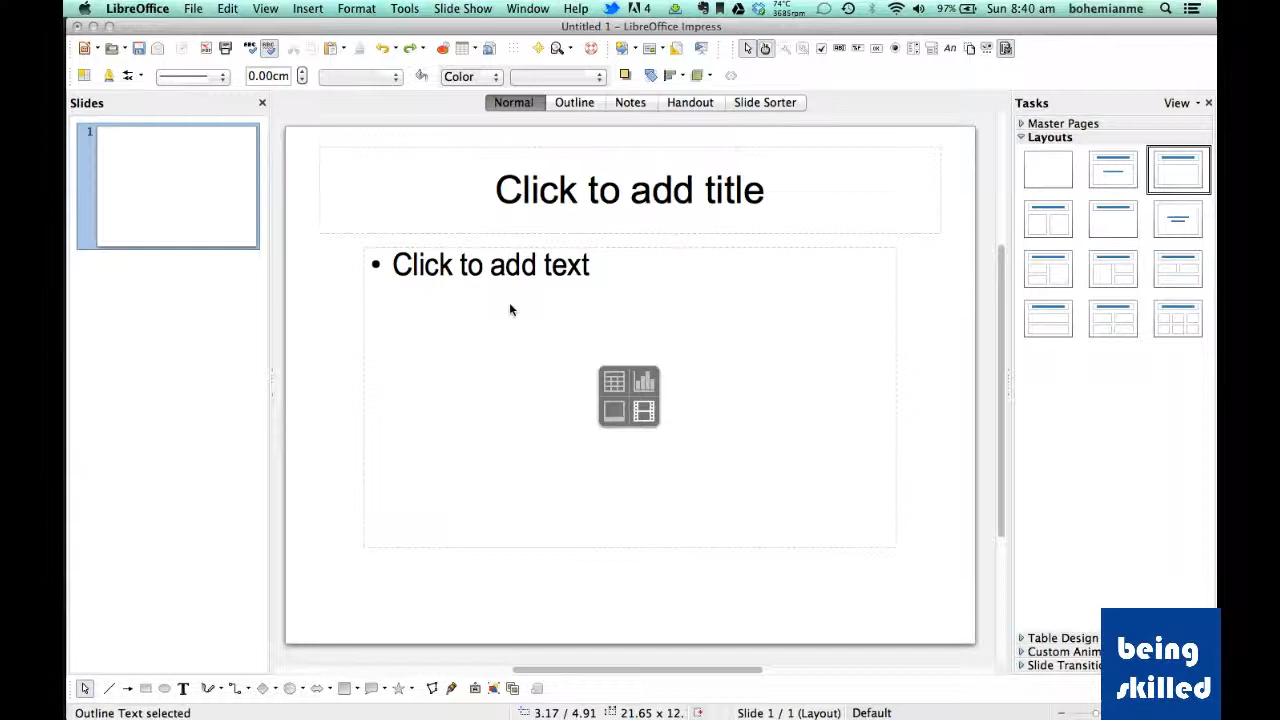 LibreOffice File Edit View Insert Format Tools Slide Show Window Help 4 74°C 3685rpm 97% Sun 8:40 am bohemianme
Untitled 1 - LibreOffice Impress
0.00cm Color
Slides
Normal Outline Notes Handout Slide Sorter
Tasks View
1
Master Pages
Layouts
Click to add title
• Click to add text
Table Design
Custom Anim
Slide Transiti
being
skilled
Outline Text selected 3.17 / 4.91 21.65 x 12. Slide 1 / 1 (Layout) Default